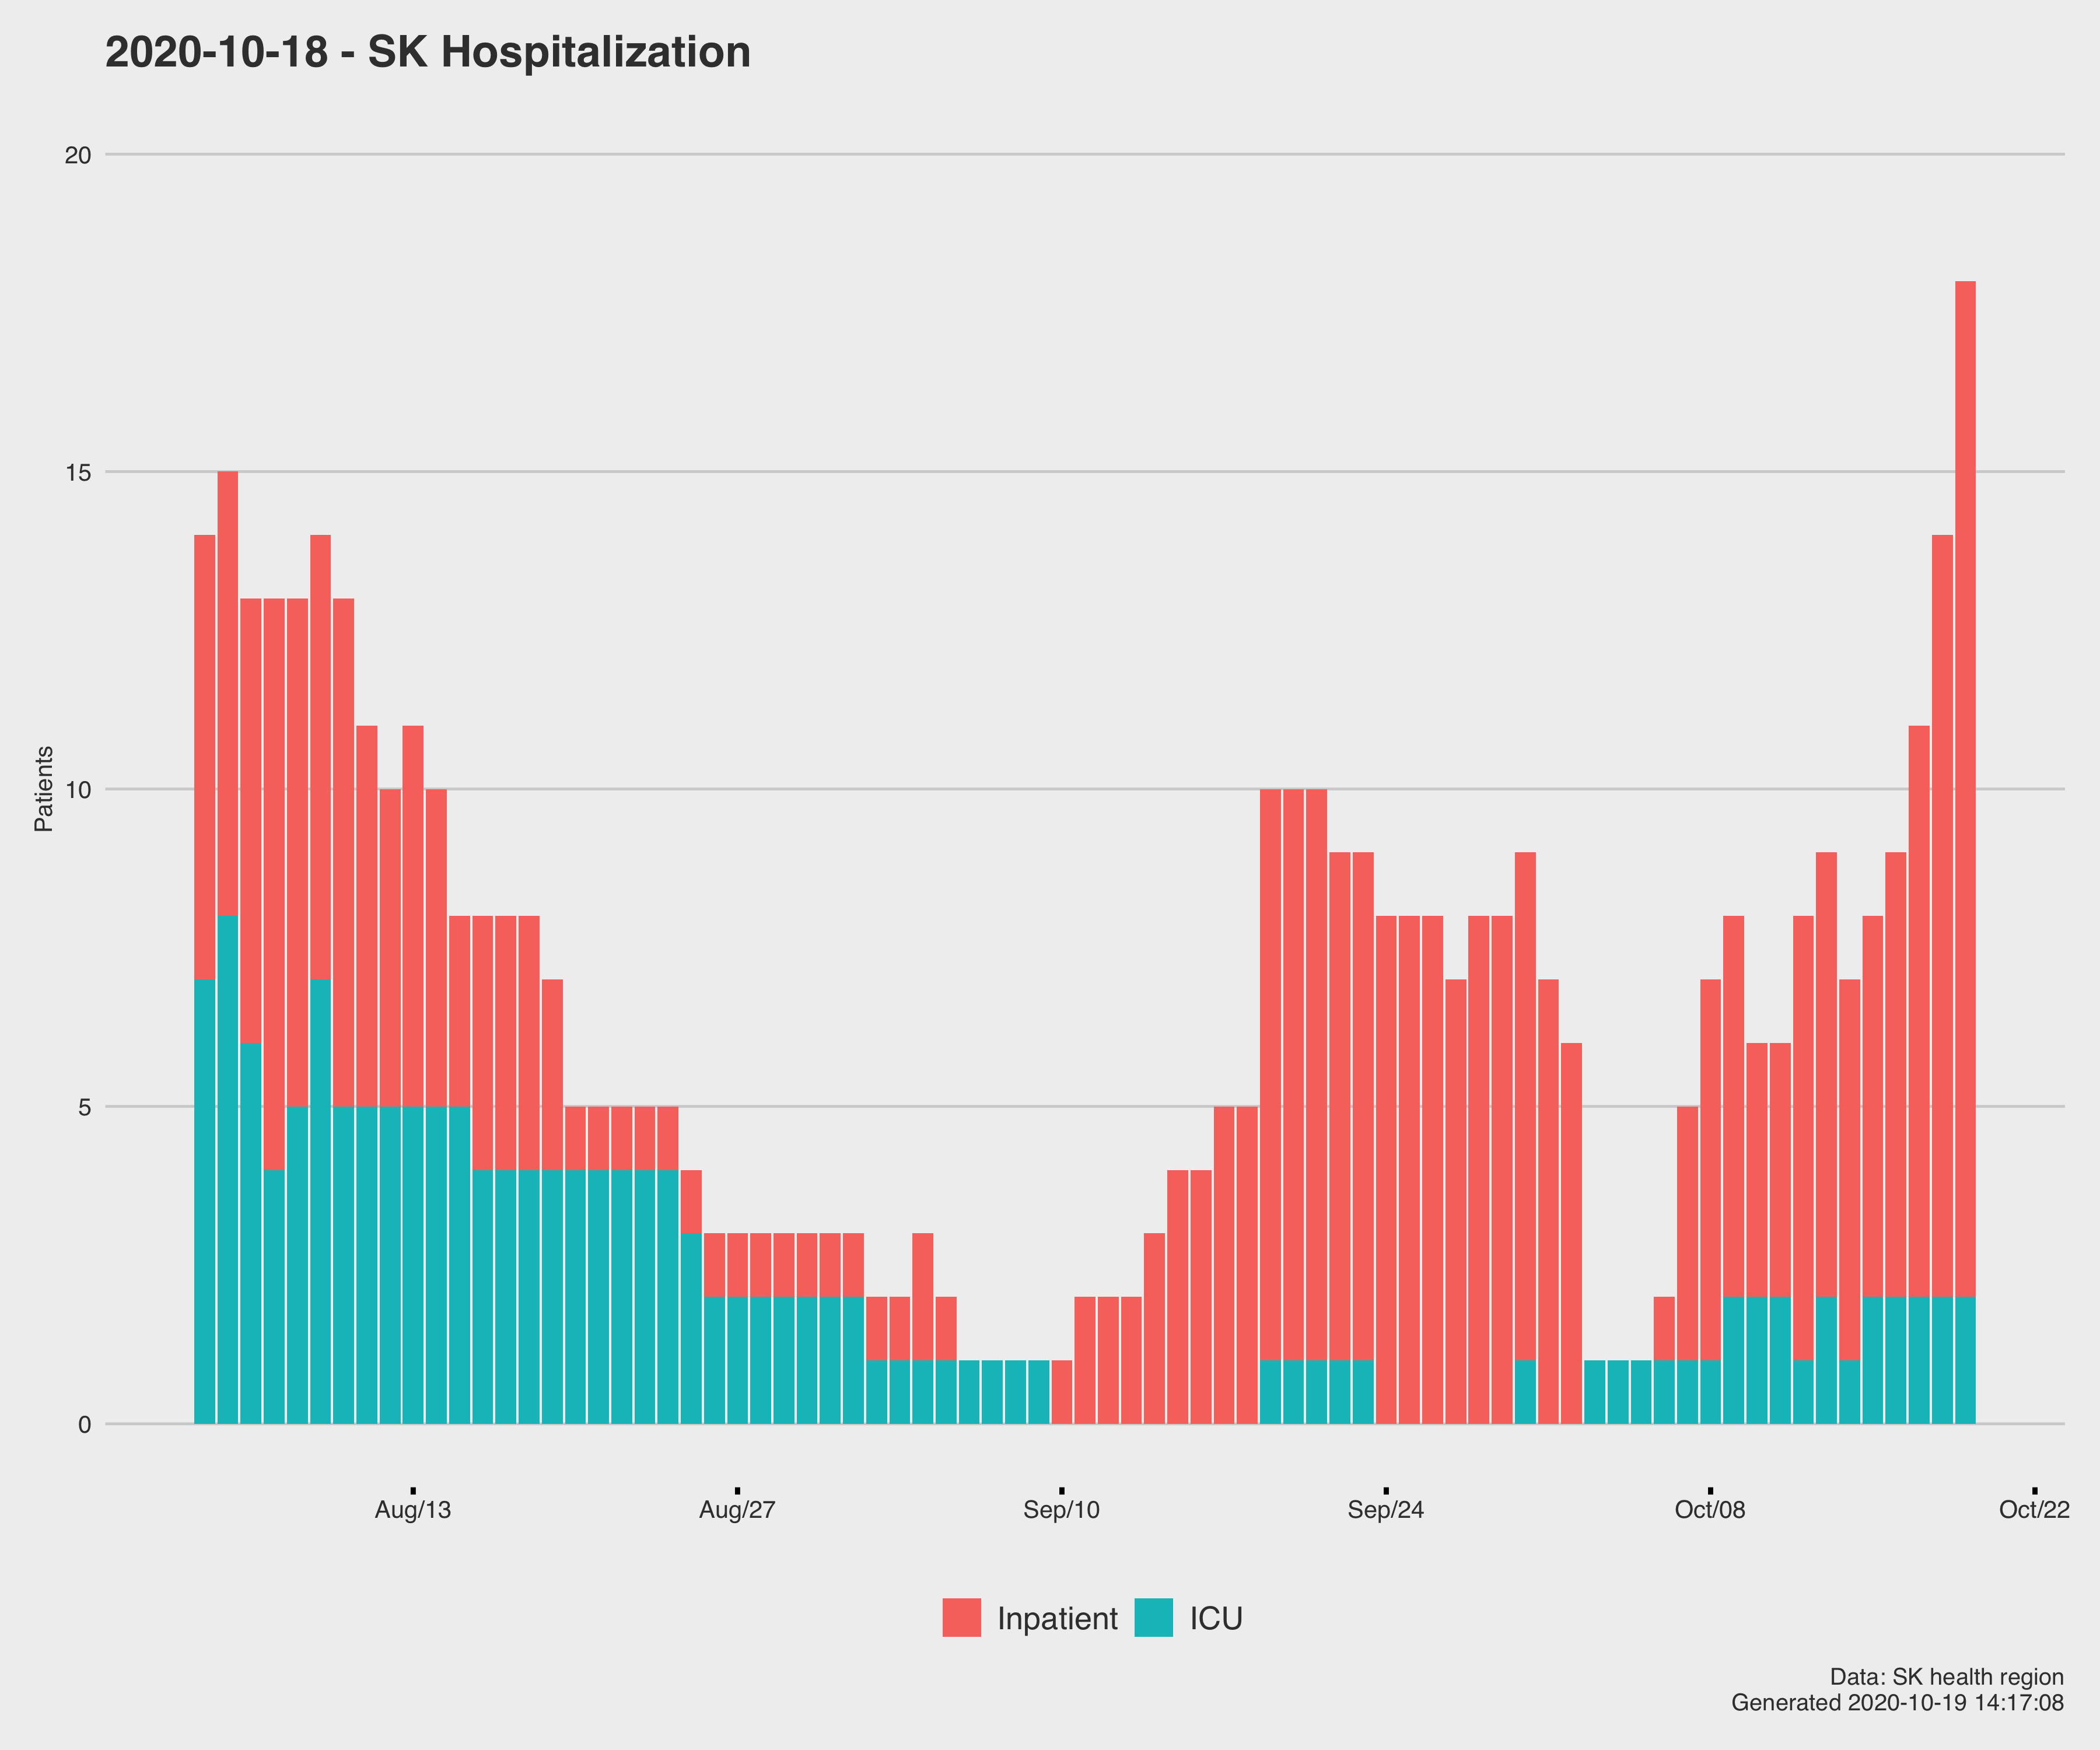 2020-10-18 - SK Hospitalization
20
15
10
5
0
Patients
Aug/13 Aug/27 Sep/10 Sep/24 Oct/08 Oct/22
Inpatient ICU
Data: SK health region
Generated 2020-10-19 14:17:08